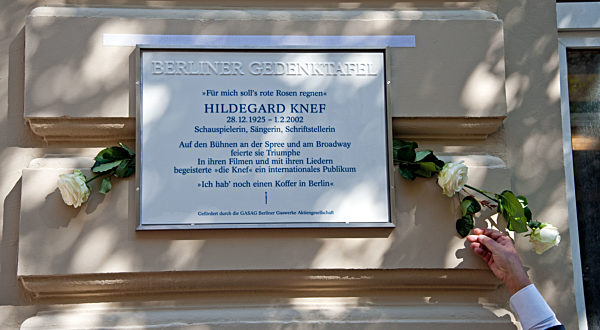 BERLINER GEDENKTAFEL
»Für mich soll's rote Rosen regnen«
HILDEGARD KNEF
28.12.1925 – 1.2.2002
Schauspielerin, Sängerin, Schriftstellerin
Auf den Bühnen an der Spree und am Broadway
feierte sie Triumphe
In ihren Filmen und mit ihren Liedern
begeisterte »die Knef« ein internationales Publikum
»Ich hab' noch einen Koffer in Berlin«
Gefördert durch die GASAG Berliner Gaswerke Aktiengesellschaft